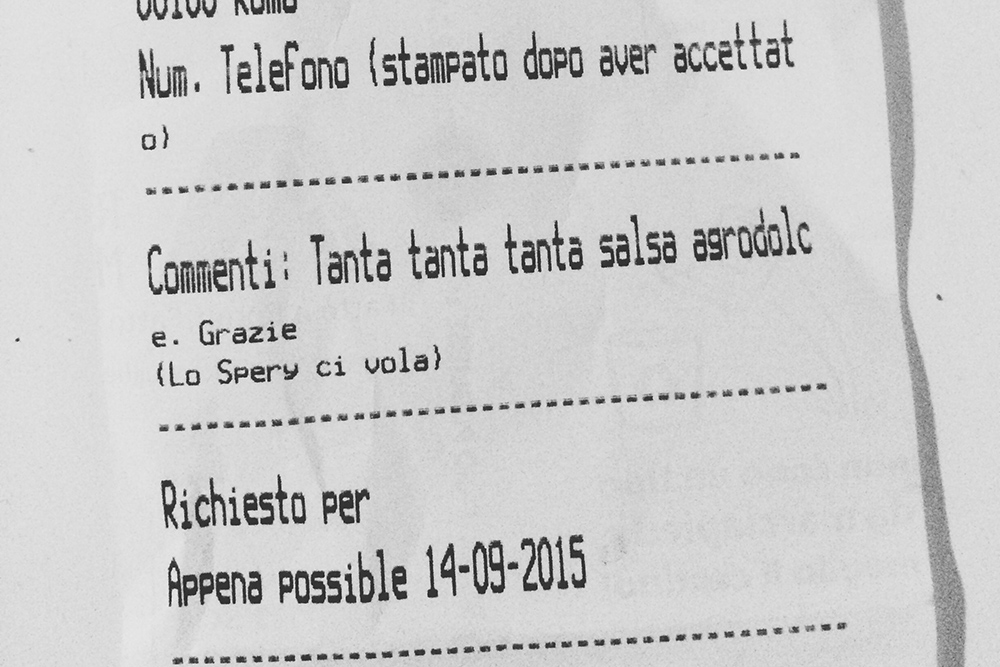 00100 Roma
Num. Telefono (stampato dopo aver accettat
o)
Commenti: Tanta tanta tanta salsa agrodolc
e. Grazie
(Lo Spery ci vola)
Richiesto per
Appena possible 14-09-2015